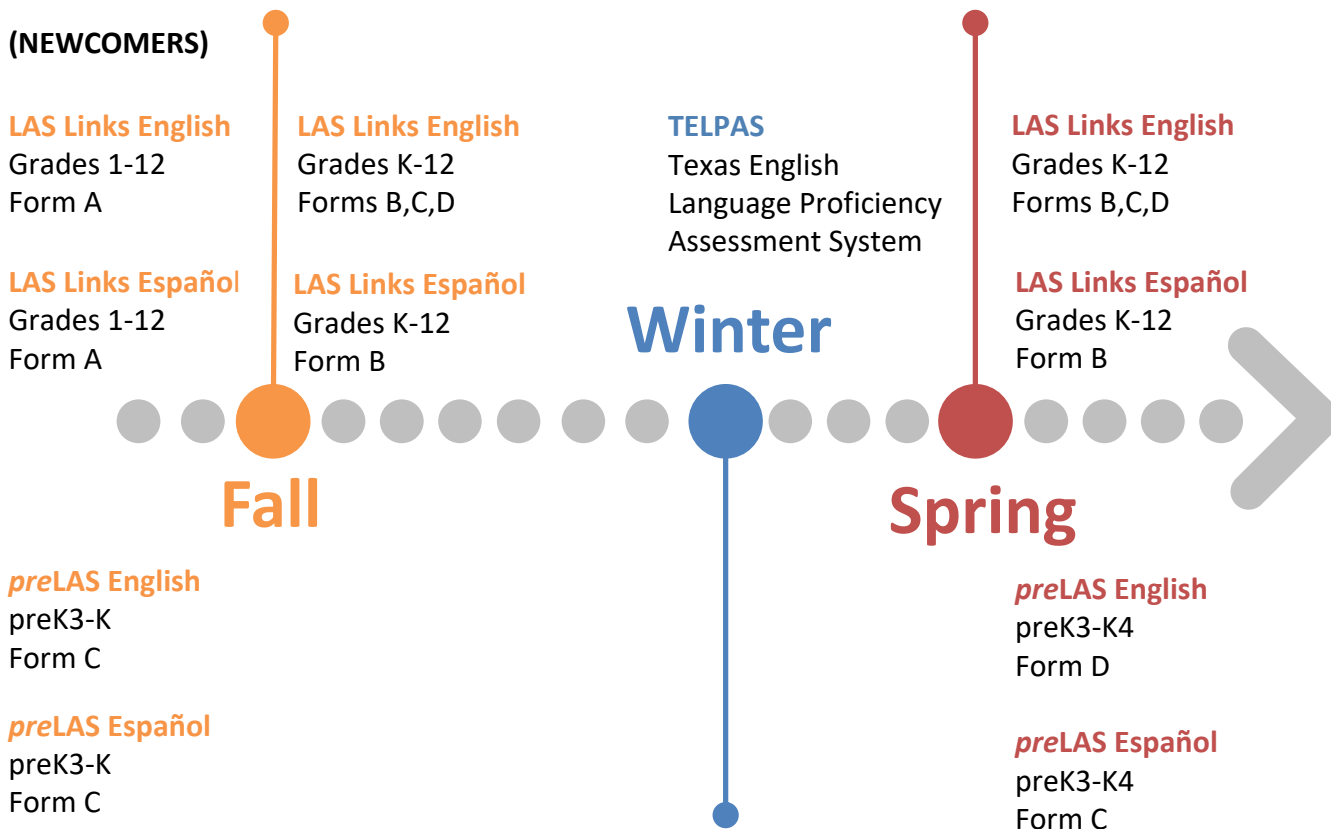 (NEWCOMERS)
LAS Links English
Grades 1-12
Form A
LAS Links Español
Grades 1-12
Form A
LAS Links English
Grades K-12
Forms B,C,D
LAS Links Español
Grades K-12
Form B
TELPAS
Texas English
Language Proficiency
Assessment System
Winter
LAS Links English
Grades K-12
Forms B,C,D
LAS Links Español
Grades K-12
Form B
Fall
Spring
preLAS English
preK3-K
Form C
preLAS Español
preK3-K
Form C
preLAS English
preK3-K4
Form D
preLAS Español
preK3-K4
Form C